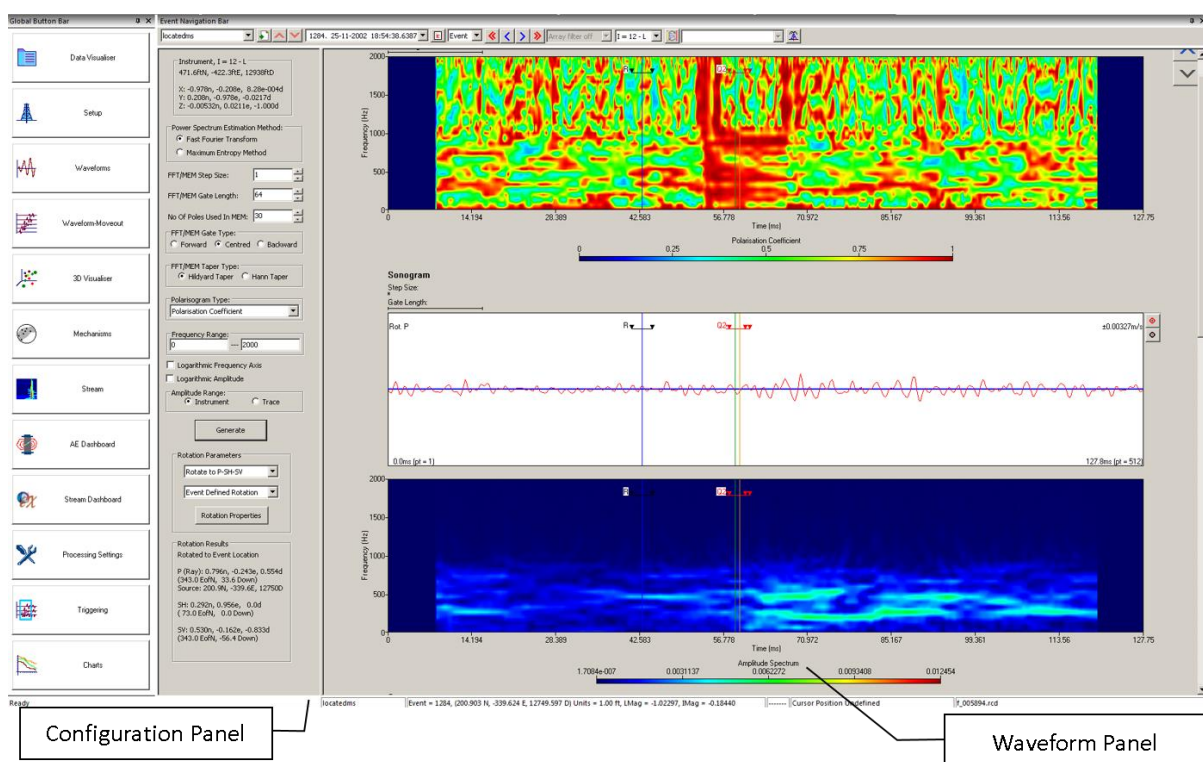 Global Button Bar
Event Navigation Bar
locatedms
1284. 25-11-2002 18:54:38.6387
E
Event
Array filter off
I = 12 - L
Data Visualiser
Setup
Waveforms
Waveform-Moveout
3D Visualiser
Mechanisms
Stream
AE Dashboard
Stream Dashboard
Processing Settings
Triggering
Charts
Instrument, I = 12 - L
471.6ftN, -422.3ftE, 12938ftD
X: -0.978n, -0.208e, 8.28e-004d
Y: 0.208n, -0.978e, -0.0217d
Z: -0.00532n, 0.0211e, -1.000d
Power Spectrum Estimation Method:
Fast Fourier Transform
Maximum Entropy Method
FFT/MEM Step Size:
1
FFT/MEM Gate Length:
64
No Of Poles Used In MEM:
30
FFT/MEM Gate Type:
Forward Centred Backward
FFT/MEM Taper Type:
Hildyard Taper Hann Taper
Polarisogram Type:
Polarisation Coefficient
Frequency Range:
0 --- 2000
Logarithmic Frequency Axis
Logarithmic Amplitude
Amplitude Range:
Instrument Trace
Generate
Rotation Parameters
Rotate to P-SH-SV
Event Defined Rotation
Rotation Properties
Rotation Results
Rotated to Event Location
P (Ray): 0.796n, -0.243e, 0.554d
(343.0 EofN, 33.6 Down)
Source: 200.9N, -339.6E, 12750D
SH: 0.292n, 0.956e, 0.0d
( 73.0 EofN, 0.0 Down)
SV: 0.530n, -0.162e, -0.833d
(343.0 EofN, -56.4 Down)
2000
1500
1000
500
0
Frequency (Hz)
R
Q2
0 14.194 28.389 42.583 56.778 70.972 85.167 99.361 113.556 127.75
Time (ms)
Polarisation Coefficient
0 0.25 0.5 0.75 1
Sonogram
Step Size:
Gate Length:
Rot. P
R
Q2
±0.00327m/s
0.0ms (pt = 1)
127.8ms (pt = 512)
2000
1500
1000
500
0
Frequency (Hz)
R
Q2
0 14.194 28.389 42.583 56.778 70.972 85.167 99.361 113.556 127.75
Time (ms)
Amplitude Spectrum
1.7084e-007 0.0031137 0.0062272 0.0093408 0.012454
Ready
locatedms
Event = 1284, (200.903 N, -339.624 E, 12749.597 D) Units = 1.00 ft, LMag = -1.02297, IMag = -0.18440
-------
Cursor Position Undefined
f_005894.rcd
Configuration Panel
Waveform Panel